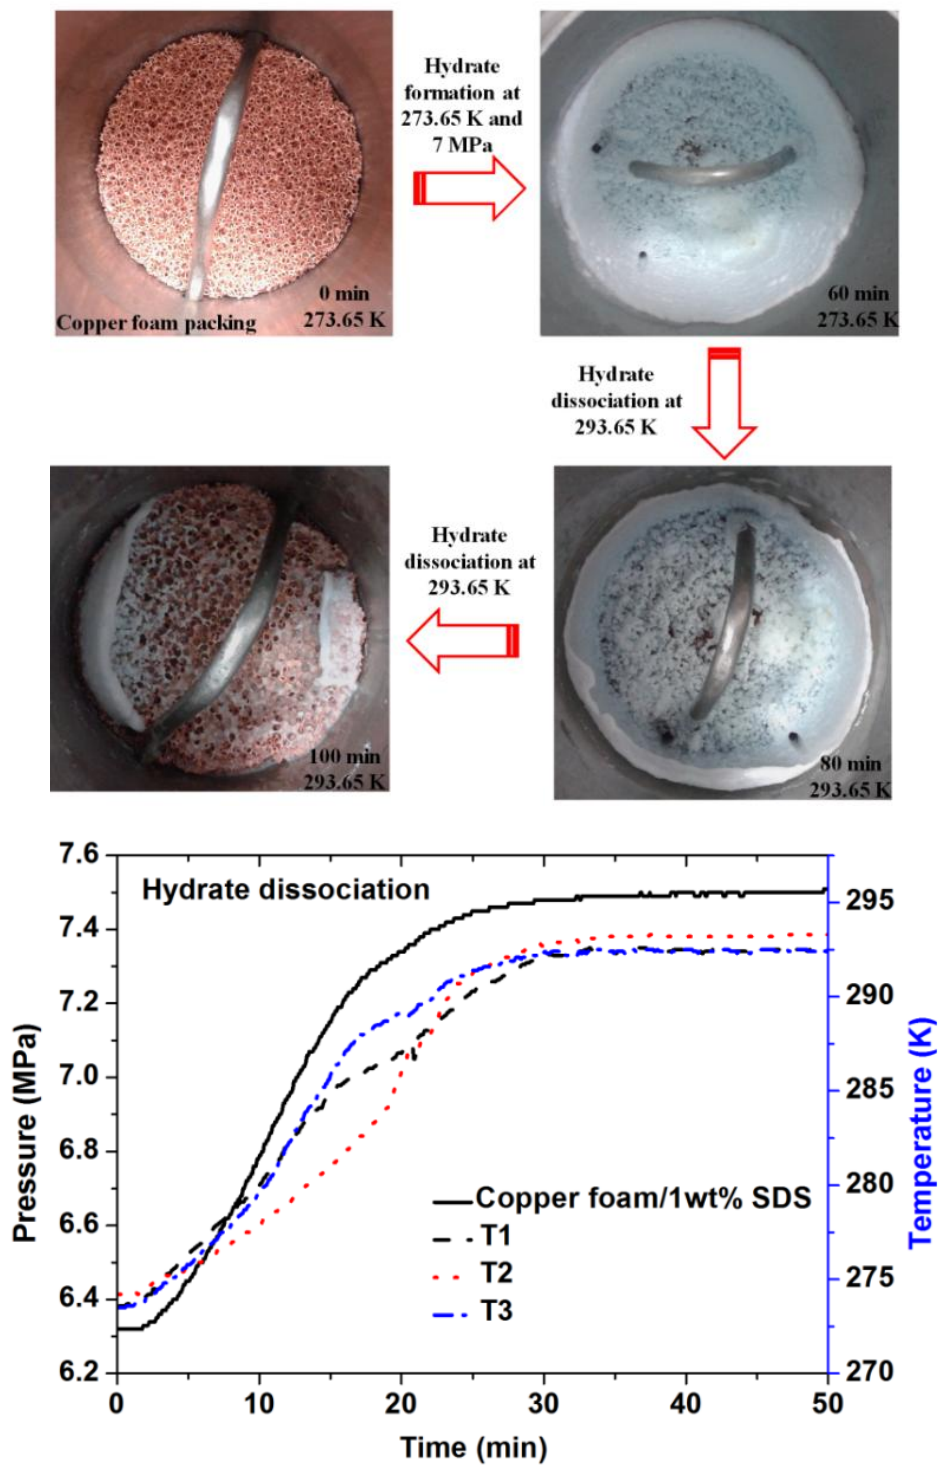 Hydrate
formation at
273.65 K and
7 MPa
0 min
273.65 K
Copper foam packing
60 min
273.65 K
Hydrate
dissociation at
293.65 K
Hydrate
dissociation at
293.65 K
100 min
293.65 K
80 min
293.65 K
Hydrate dissociation
7.6
7.4
7.2
7.0
6.8
6.6
6.4
6.2
Pressure (MPa)
295
290
285
280
275
270
Temperature (K)
Copper foam/1wt% SDS
T1
T2
T3
0 10 20 30 40 50
Time (min)